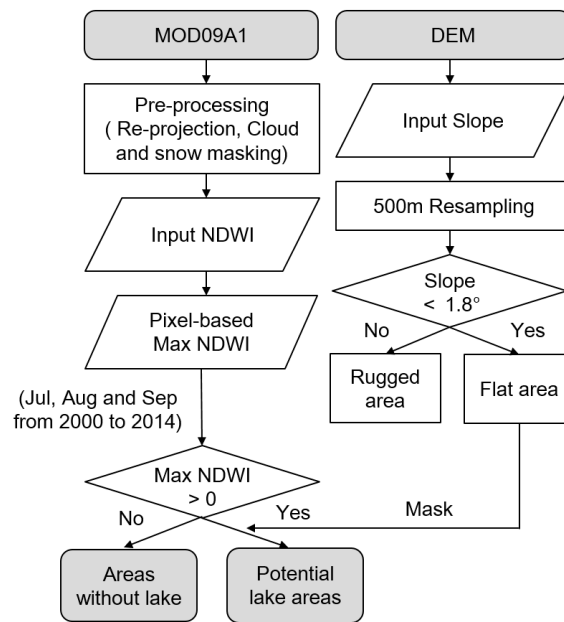 MOD09A1
DEM
Pre-processing
( Re-projection, Cloud
and snow masking)
Input Slope
500m Resampling
Input NDWI
Slope
< 1.8°
Pixel-based
Max NDWI
No
Yes
Rugged
area
Flat area
(Jul, Aug and Sep
from 2000 to 2014)
Max NDWI
> 0
No
Yes
Mask
Areas
without lake
Potential
lake areas